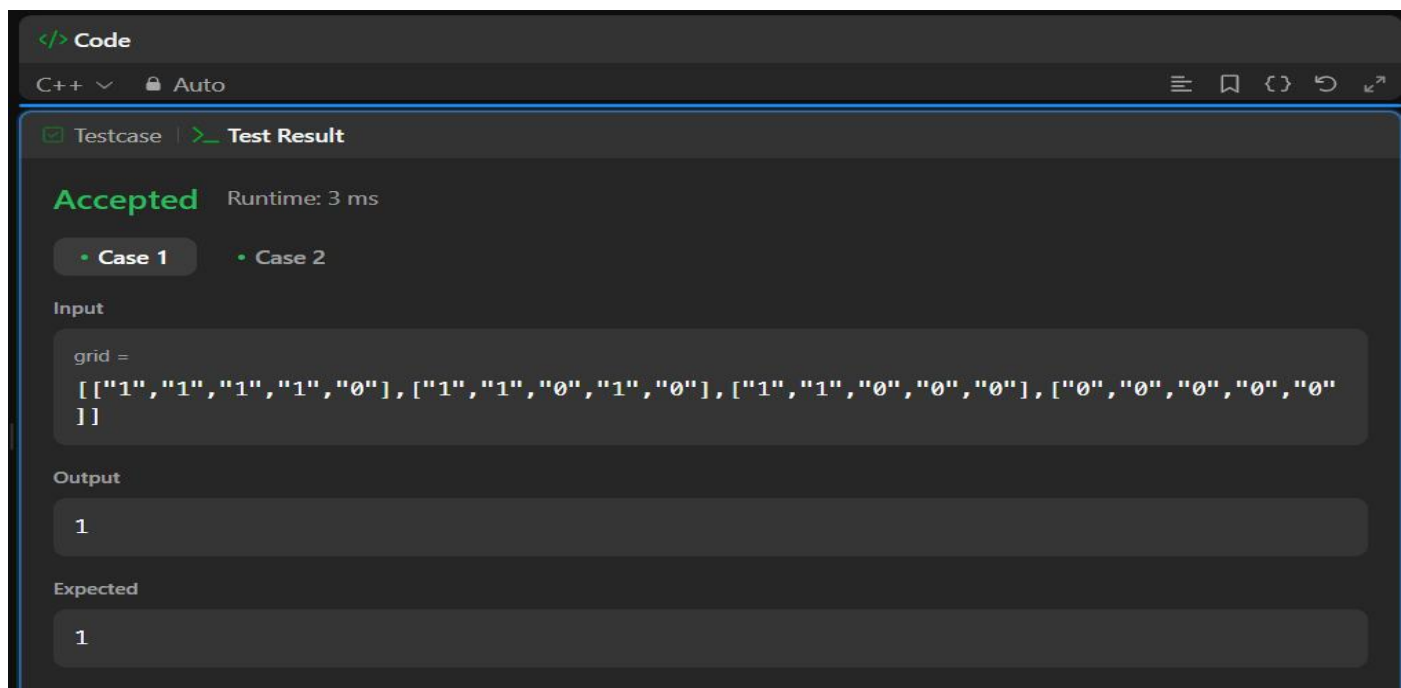 </> Code
C++ Auto
Testcase | >_ Test Result
Accepted Runtime: 3 ms
• Case 1 • Case 2
Input
grid =
[["1","1","1","1","0"],["1","1","0","1","0"],["1","1","0","0","0"],["0","0","0","0","0"
]]
Output
1
Expected
1